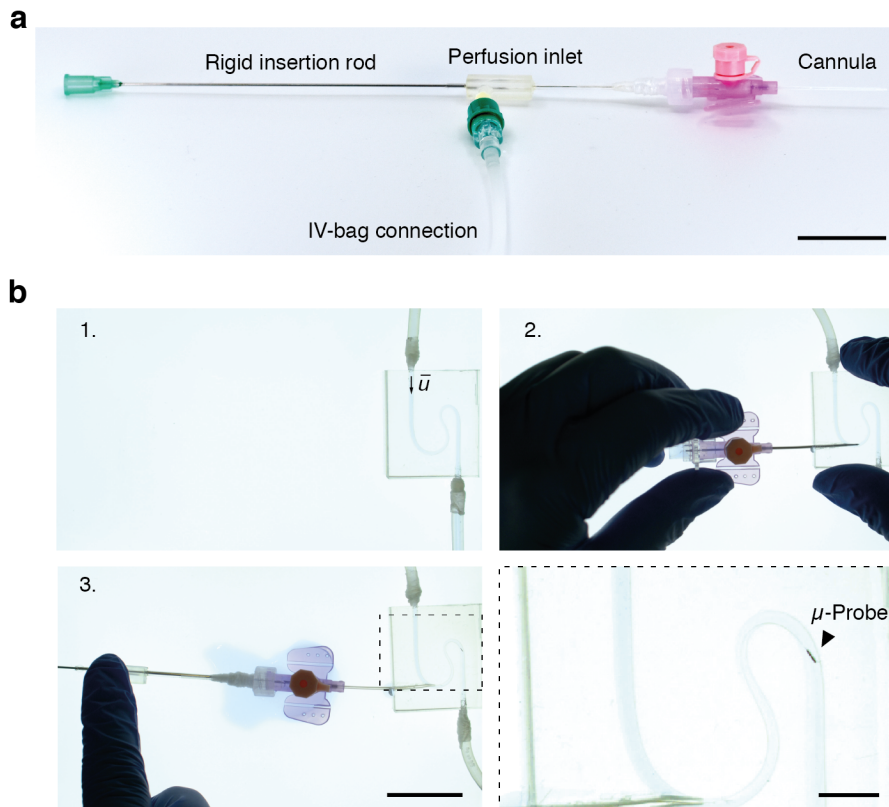 a
Rigid insertion rod
Perfusion inlet
Cannula
IV-bag connection
b
1.
ū
2.
3.
μ-Probe